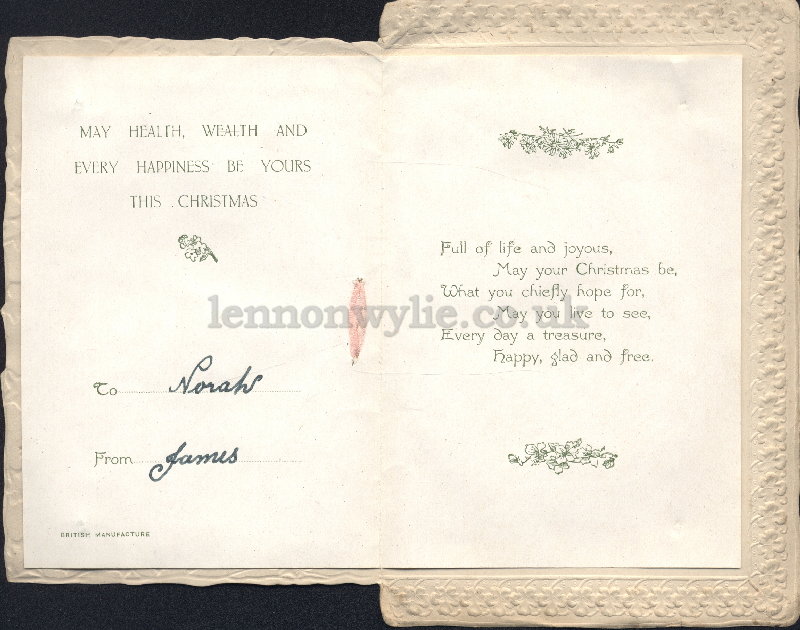 MAY HEALTH, WEALTH AND
EVERY HAPPINESS BE YOURS
THIS CHRISTMAS
To Norah
From James
BRITISH MANUFACTURE
Full of life and joyous,
May your Christmas be,
What you chiefly hope for,
May you live to see,
Every day a treasure,
Happy, glad and free.
lennonwylie.co.uk